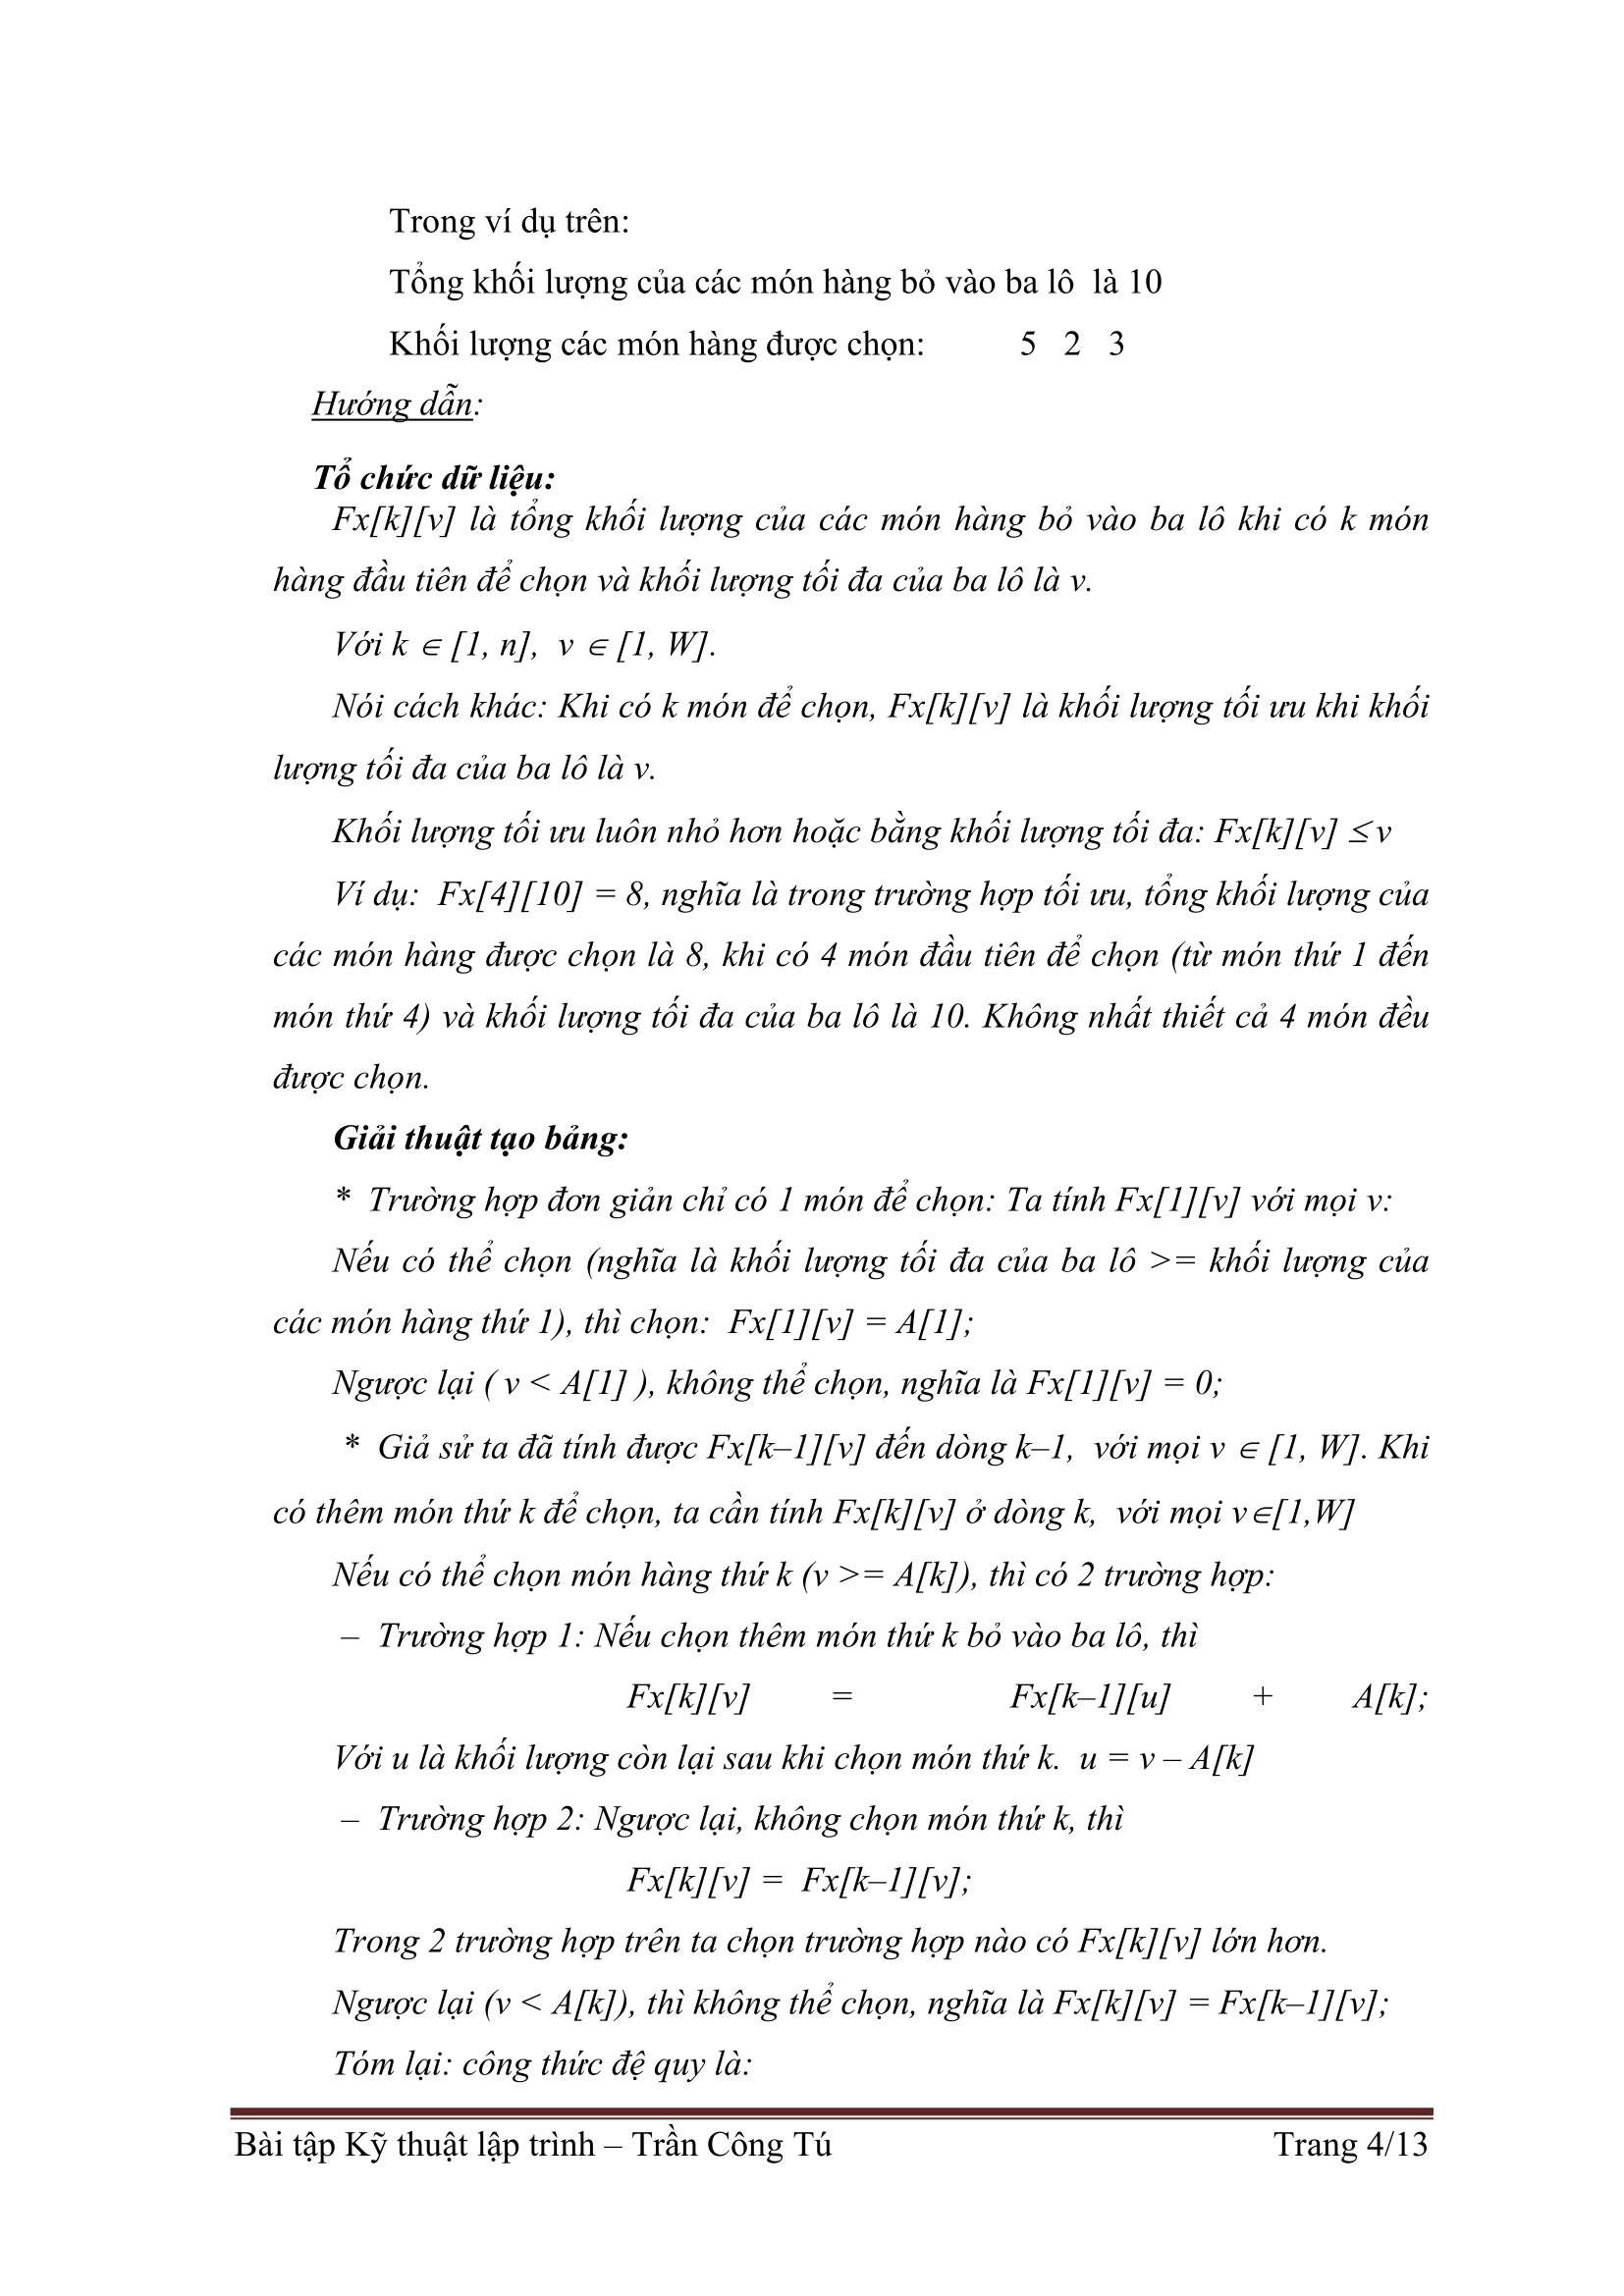 Trong ví dụ trên:
Tổng khối lượng của các món hàng bỏ vào ba lô là 10
Khối lượng các món hàng được chọn: 5 2 3
Hướng dẫn:
Tổ chức dữ liệu:
Fx[k][v] là tổng khối lượng của các món hàng bỏ vào ba lô khi có k món
hàng đầu tiên để chọn và khối lượng tối đa của ba lô là v.
Với k ∈ [1, n], v ∈ [1, W].
Nói cách khác: Khi có k món để chọn, Fx[k][v] là khối lượng tối ưu khi khối
lượng tối đa của ba lô là v.
Khối lượng tối ưu luôn nhỏ hơn hoặc bằng khối lượng tối đa: Fx[k][v] ≤ v
Ví dụ: Fx[4][10] = 8, nghĩa là trong trường hợp tối ưu, tổng khối lượng của
các món hàng được chọn là 8, khi có 4 món đầu tiên để chọn (từ món thứ 1 đến
món thứ 4) và khối lượng tối đa của ba lô là 10. Không nhất thiết cả 4 món đều
được chọn.
Giải thuật tạo bảng:
* Trường hợp đơn giản chỉ có 1 món để chọn: Ta tính Fx[1][v] với mọi v:
Nếu có thể chọn (nghĩa là khối lượng tối đa của ba lô >= khối lượng của
các món hàng thứ 1), thì chọn: Fx[1][v] = A[1];
Ngược lại ( v < A[1] ), không thể chọn, nghĩa là Fx[1][v] = 0;
* Giả sử ta đã tính được Fx[k–1][v] đến dòng k–1, với mọi v ∈ [1, W]. Khi
có thêm món thứ k để chọn, ta cần tính Fx[k][v] ở dòng k, với mọi v∈[1,W]
Nếu có thể chọn món hàng thứ k (v >= A[k]), thì có 2 trường hợp:
– Trường hợp 1: Nếu chọn thêm món thứ k bỏ vào ba lô, thì
Fx[k][v] = Fx[k–1][u] + A[k];
Với u là khối lượng còn lại sau khi chọn món thứ k. u = v – A[k]
– Trường hợp 2: Ngược lại, không chọn món thứ k, thì
Fx[k][v] = Fx[k–1][v];
Trong 2 trường hợp trên ta chọn trường hợp nào có Fx[k][v] lớn hơn.
Ngược lại (v < A[k]), thì không thể chọn, nghĩa là Fx[k][v] = Fx[k–1][v];
Tóm lại: công thức đệ quy là:
Bài tập Kỹ thuật lập trình – Trần Công Tú Trang 4/13